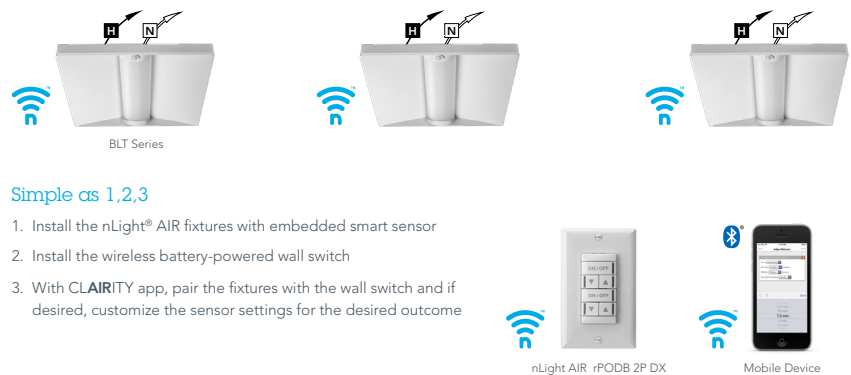 H N
H N
H N
BLT Series
Simple as 1,2,3
1. Install the nLight® AIR fixtures with embedded smart sensor
2. Install the wireless battery-powered wall switch
3. With CLAIRITY app, pair the fixtures with the wall switch and if
desired, customize the sensor settings for the desired outcome
ON / OFF
ON / OFF
nLight AIR rPODB 2P DX
Mobile Device